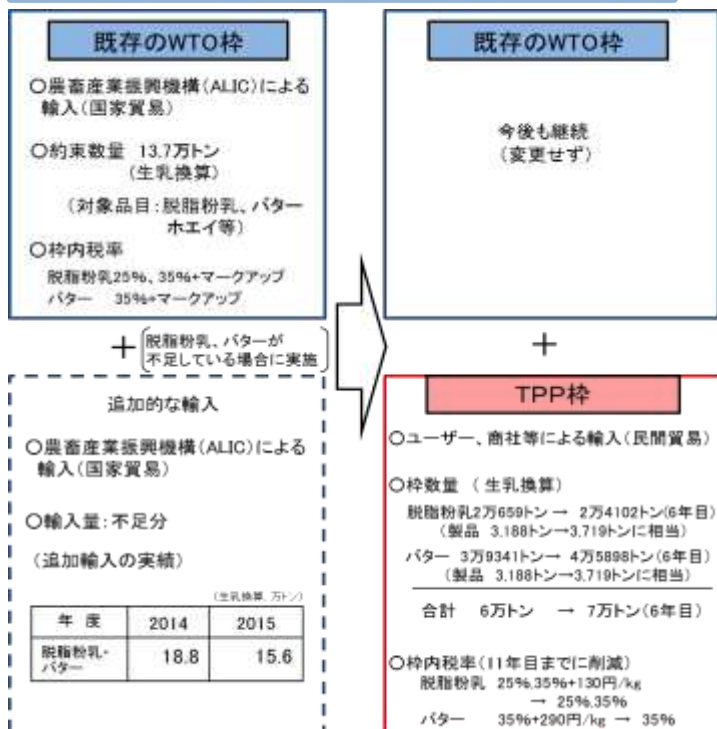 既存のWTO枠
〇農畜産業振興機構(ALIC)による
輸入(国家貿易)
〇約束数量 13.7万トン
(生乳換算)
(対象品目:脱脂粉乳、バター
ホエイ等)
〇枠内税率
脱脂粉乳25%、35%+マークアップ
バター 35%+マークアップ
+
脱脂粉乳、バターが
不足している場合に実施
追加的な輸入
〇農畜産業振興機構(ALIC)による
輸入(国家貿易)
〇輸入量:不足分
(追加輸入の実績)
(生乳換算、万トン)
年 度 2014 2015
脱脂粉乳・
バター 18.8 15.6
既存のWTO枠
今後も継続
(変更せず)
+
TPP枠
〇ユーザー、商社等による輸入(民間貿易)
〇枠数量 (生乳換算)
脱脂粉乳2万659トン → 2万4102トン(6年目)
(製品 3.188トン→3.719トンに相当)
バター 3万9341トン→ 4万5898トン(6年目)
(製品 3.188トン→3.719トンに相当)
合計 6万トン → 7万トン(6年目)
〇枠内税率(11年目までに削減)
脱脂粉乳 25%.35%+130円/kg
→ 25%.35%
バター 35%+290円/kg → 35%